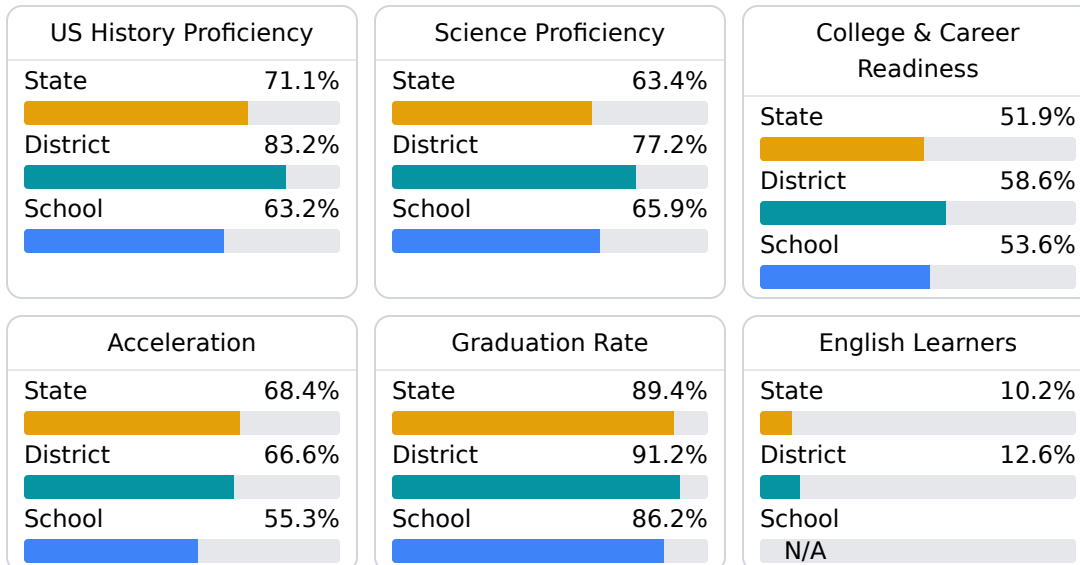 US History Proficiency
State 71.1%
District 83.2%
School 63.2%
Science Proficiency
State 63.4%
District 77.2%
School 65.9%
College & Career
Readiness
State 51.9%
District 58.6%
School 53.6%
Acceleration
State 68.4%
District 66.6%
School 55.3%
Graduation Rate
State 89.4%
District 91.2%
School 86.2%
English Learners
State 10.2%
District 12.6%
School
N/A